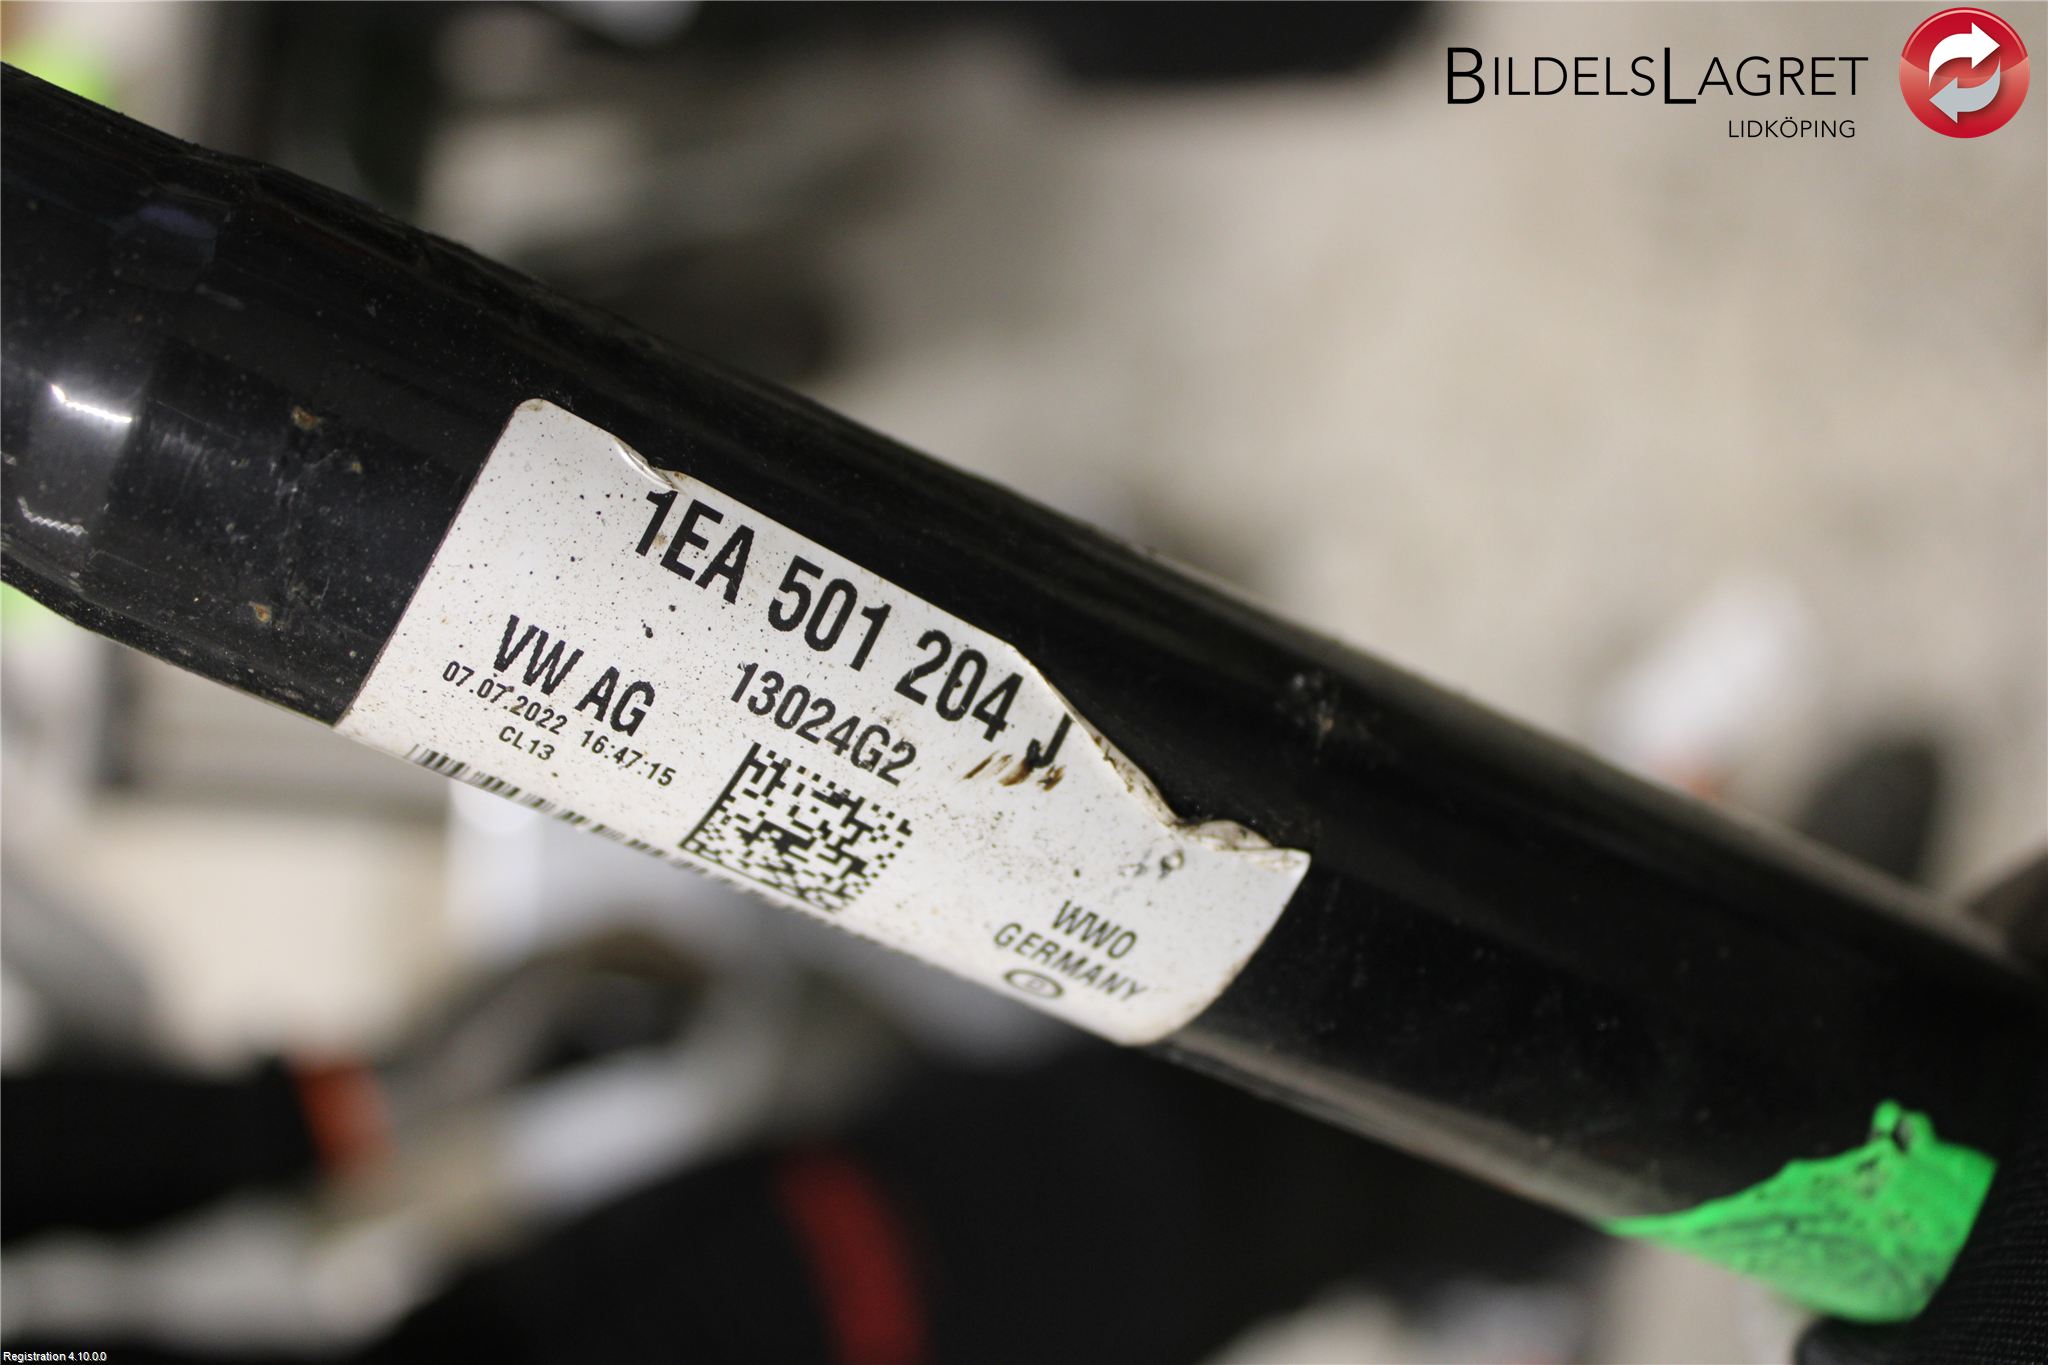 BILDELSLAGRET
LIDKÖPING
1EA 501 204 J
VW AG
13024G2
07.07.2022 16:47:15
CL13
WWO
GERMANY
Registration 4.10.0.0